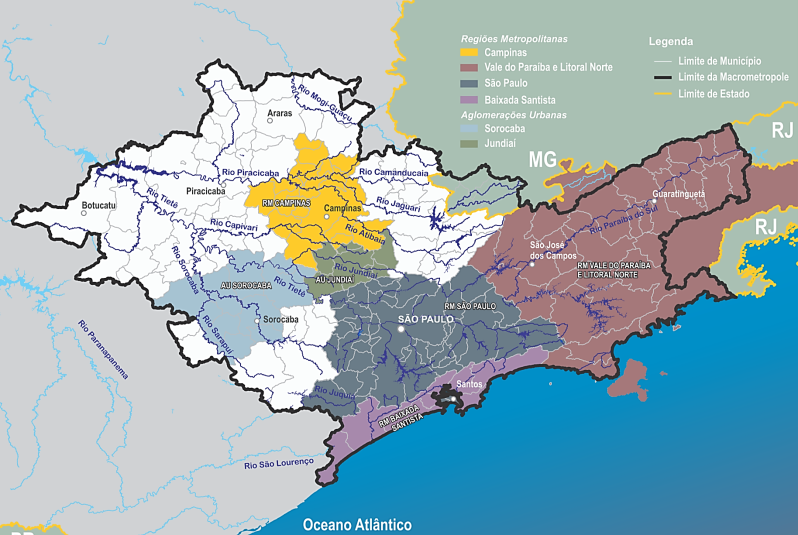 Regiões Metropolitanas
Campinas
Vale do Paraíba e Litoral Norte
São Paulo
Baixada Santista
Aglomerações Urbanas
Sorocaba
Jundiaí
Legenda
Limite de Município
Limite da Macrometropole
Limite de Estado
RJ
MG
RJ
Araras
Rio Mogi-Guaçu
Rio Piracicaba
Rio Camanducaia
Piracicaba
Botucatu
Rio Tietê
RM CAMPINAS
Campinas
Rio Jaguari
Guaratinguetá
Rio Capivari
Rio Atibaia
Rio Paraíba do Sul
São José
dos Campos
Rio Sorocaba
Rio Jundiaí
AU JUNDIAÍ
RM VALE DO PARAÍBA
E LITORAL NORTE
AU SOROCABA
Rio Tietê
RM SÃO PAULO
Sorocaba
SÃO PAULO
Rio Sarapuí
Rio Paranapanema
Rio Juquiá
Santos
RM BAIXADA
SANTISTA
Rio São Lourenço
Oceano Atlântico